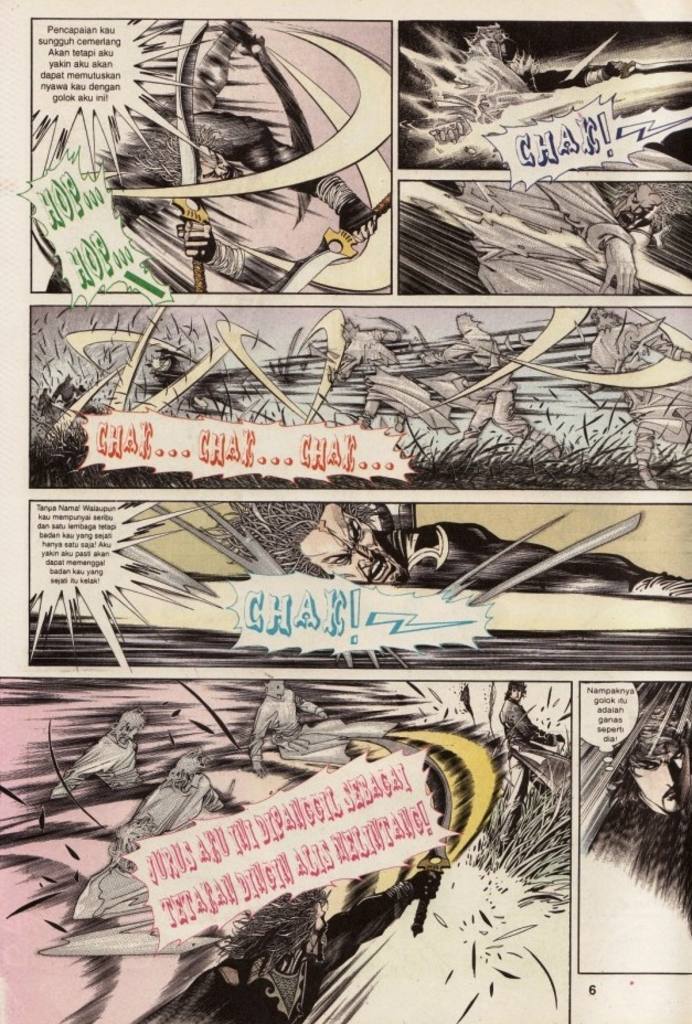 Pencapaian kau
sungguh cemerlang
Akan tetapi aku
yakin aku akan
dapat memutuskan
nyawa kau dengan
golok aku ini!
HOP...
HOP...!
CHAK!
CHAK... CHAK... CHAK...
Tanpa Nama! Walaupun
kau mempunyai seribu
dan satu lembaga tetapi
badan kau yang sejati
hanya satu saja! Aku
yakin aku pasti akan
dapat memenggal
badan kau yang
sejati itu kelak!
CHAK!
JURUS AKU INI DIPANGGIL SEBAGAI
TETAKAN DINGIN ALIS MELINTANG!
Nampaknya
golok itu
adalah
ganas
seperti
dia!
6